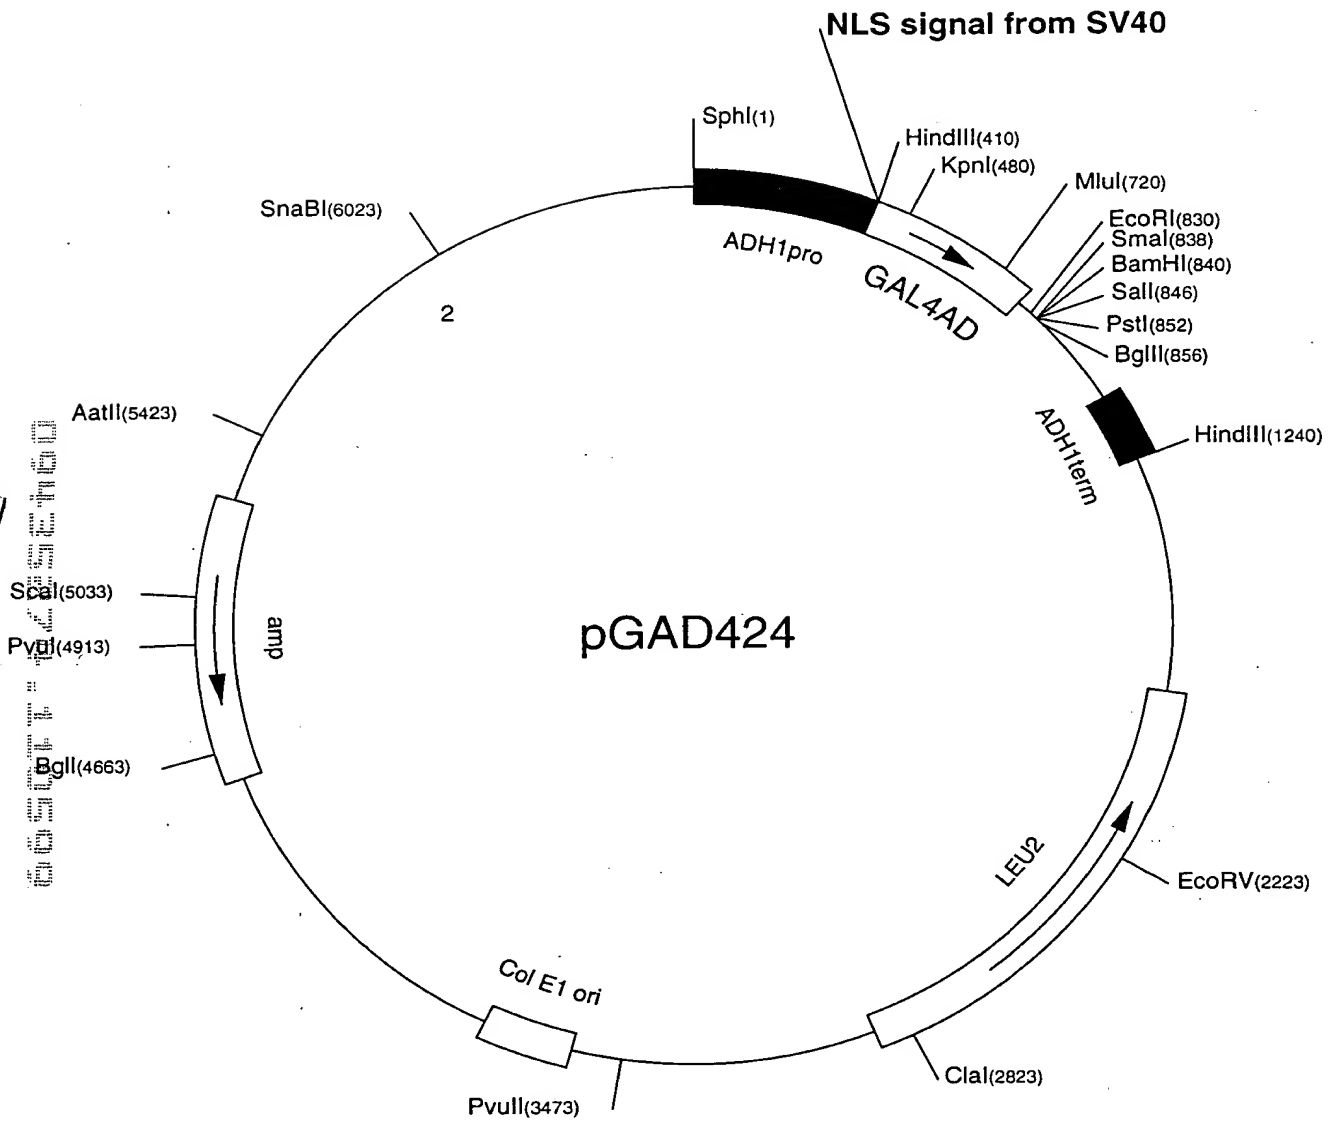 NLS signal from SV40
SphI(1)
HindIII(410)
KpnI(480)
MluI(720)
SnaBI(6023)
EcoRI(830)
SmaI(838)
ADH1pro
BamHI(840)
GAL4AD
SalI(846)
2
PstI(852)
BglII(856)
AatII(5423)
ADH1term
HindIII(1240)
ScaI(5033)
amp
pGAD424
PvuI(4913)
BglI(4663)
LEU2
EcoRV(2223)
Col E1 ori
ClaI(2823)
PvuII(3473)